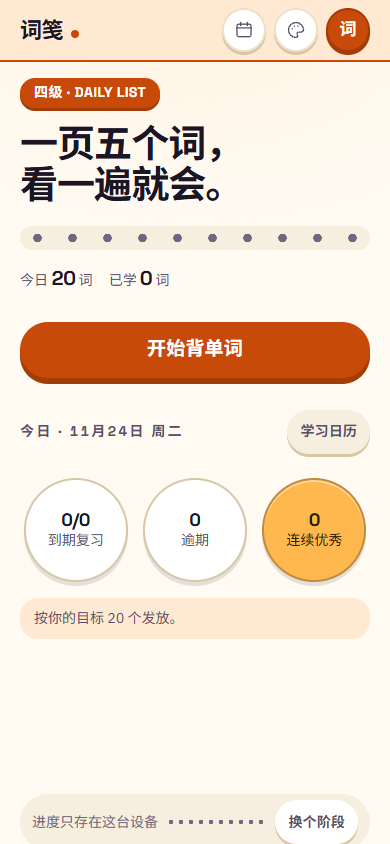 词笺
词
四级 · DAILY LIST
一页五个词，
看一遍就会。
今日 20 词 已学 0 词
开始背单词
今日 · 11月24日 周二
学习日历
0/0
到期复习
0
逾期
0
连续优秀
按你的目标 20 个发放。
进度只存在这台设备
换个阶段